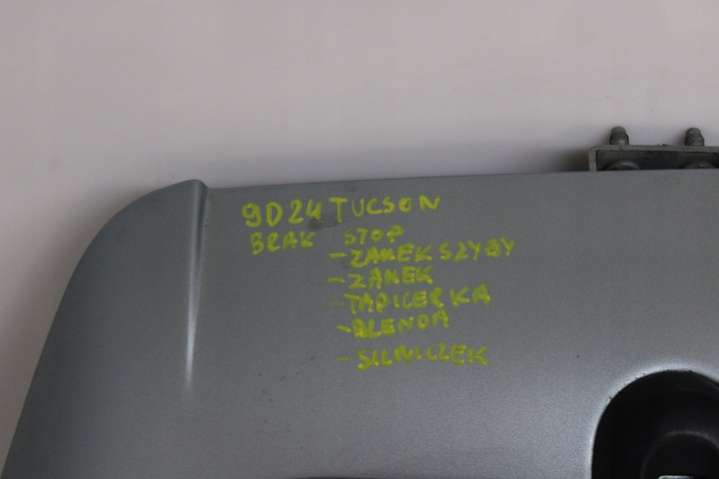 9D24 TUCSON
BRAK STOP
-ZAMEK SZYBY
-ZAMEK
-TAPICERKA
-BLENDA
-SILNICZEK